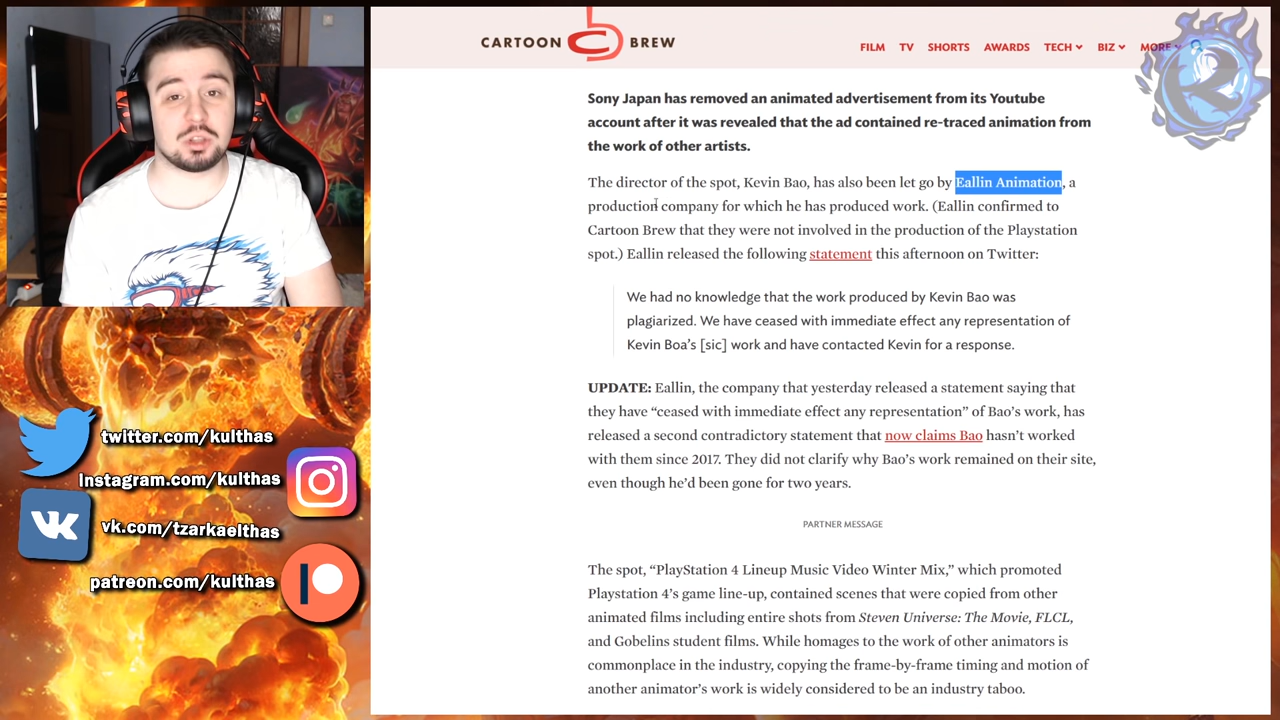 CARTOON BREW
FILM TV SHORTS AWARDS TECH BIZ MORE
Sony Japan has removed an animated advertisement from its Youtube
account after it was revealed that the ad contained re-traced animation from
the work of other artists.
The director of the spot, Kevin Bao, has also been let go by Eallin Animation, a
production company for which he has produced work. (Eallin confirmed to
Cartoon Brew that they were not involved in the production of the Playstation
spot.) Eallin released the following statement this afternoon on Twitter:
We had no knowledge that the work produced by Kevin Bao was
plagiarized. We have ceased with immediate effect any representation of
Kevin Boa’s [sic] work and have contacted Kevin for a response.
UPDATE: Eallin, the company that yesterday released a statement saying that
they have “ceased with immediate effect any representation” of Bao’s work, has
released a second contradictory statement that now claims Bao hasn’t worked
with them since 2017. They did not clarify why Bao’s work remained on their site,
even though he’d been gone for two years.
PARTNER MESSAGE
The spot, “PlayStation 4 Lineup Music Video Winter Mix,” which promoted
Playstation 4’s game line-up, contained scenes that were copied from other
animated films including entire shots from Steven Universe: The Movie, FLCL,
and Gobelins student films. While homages to the work of other animators is
commonplace in the industry, copying the frame-by-frame timing and motion of
another animator’s work is widely considered to be an industry taboo.
twitter.com/kulthas
Instagram.com/kulthas
vk.com/tzarkaelthas
patreon.com/kulthas